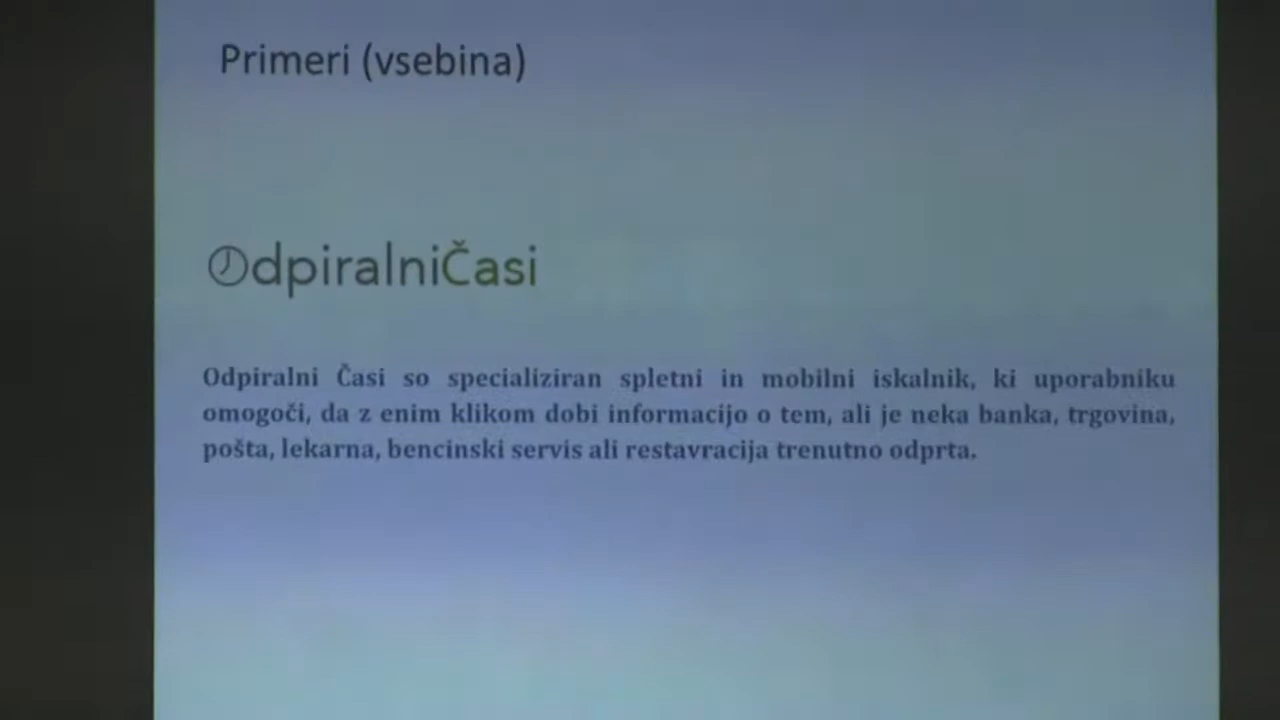 Primeri (vsebina)
OdpiralniČasi
Odpiralni Časi so specializiran spletni in mobilni iskalnik, ki uporabniku
omogoči, da z enim klikom dobi informacijo o tem, ali je neka banka, trgovina,
pošta, lekarna, bencinski servis ali restavracija trenutno odprta.